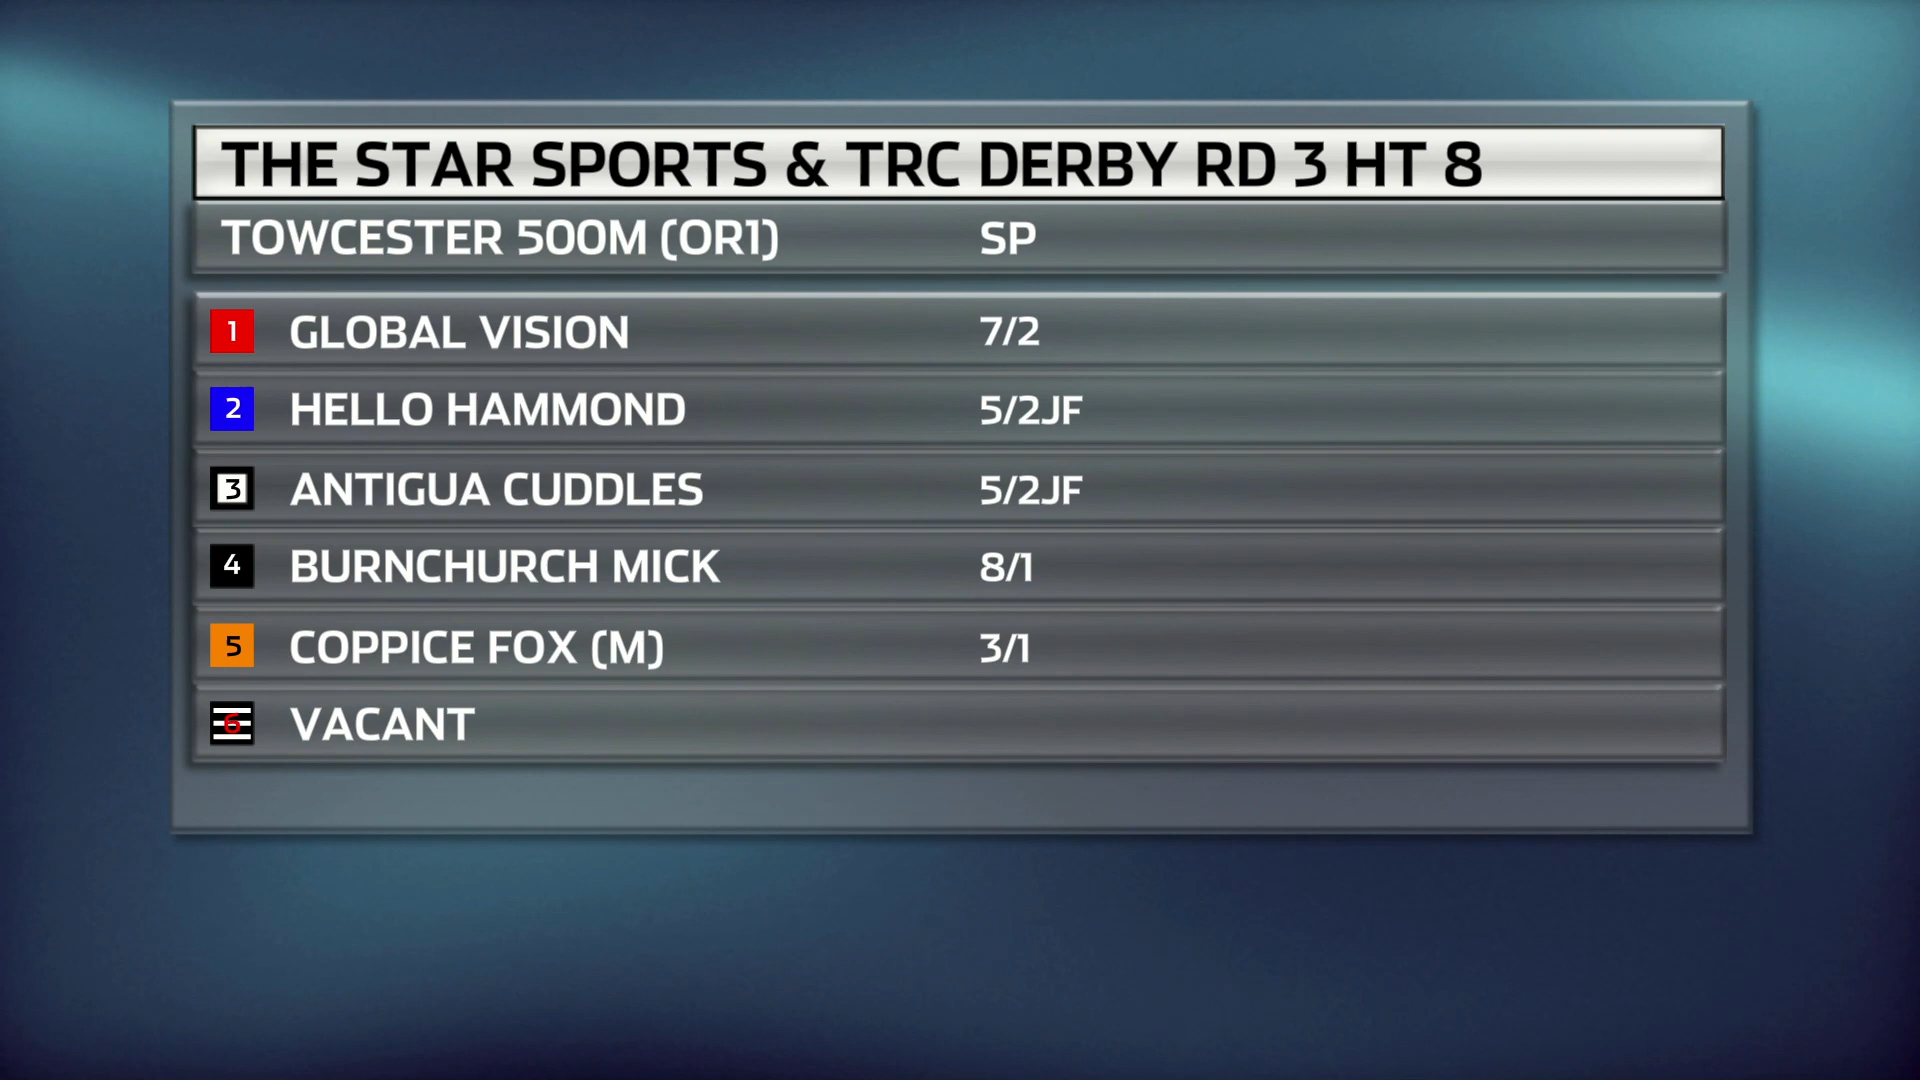 THE STAR SPORTS & TRC DERBY RD 3 HT 8
TOWCESTER 500M (OR1) SP
1 GLOBAL VISION 7/2
2 HELLO HAMMOND 5/2JF
3 ANTIGUA CUDDLES 5/2JF
4 BURNCHURCH MICK 8/1
5 COPPICE FOX (M) 3/1
6 VACANT